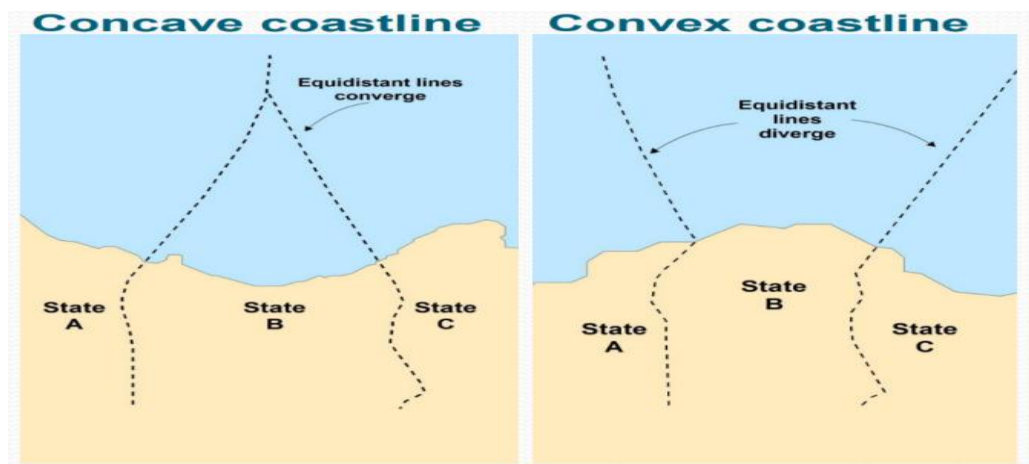 Concave coastline
Equidistant lines
converge
State
A
State
B
State
C
Convex coastline
Equidistant
lines
diverge
State
A
State
B
State
C